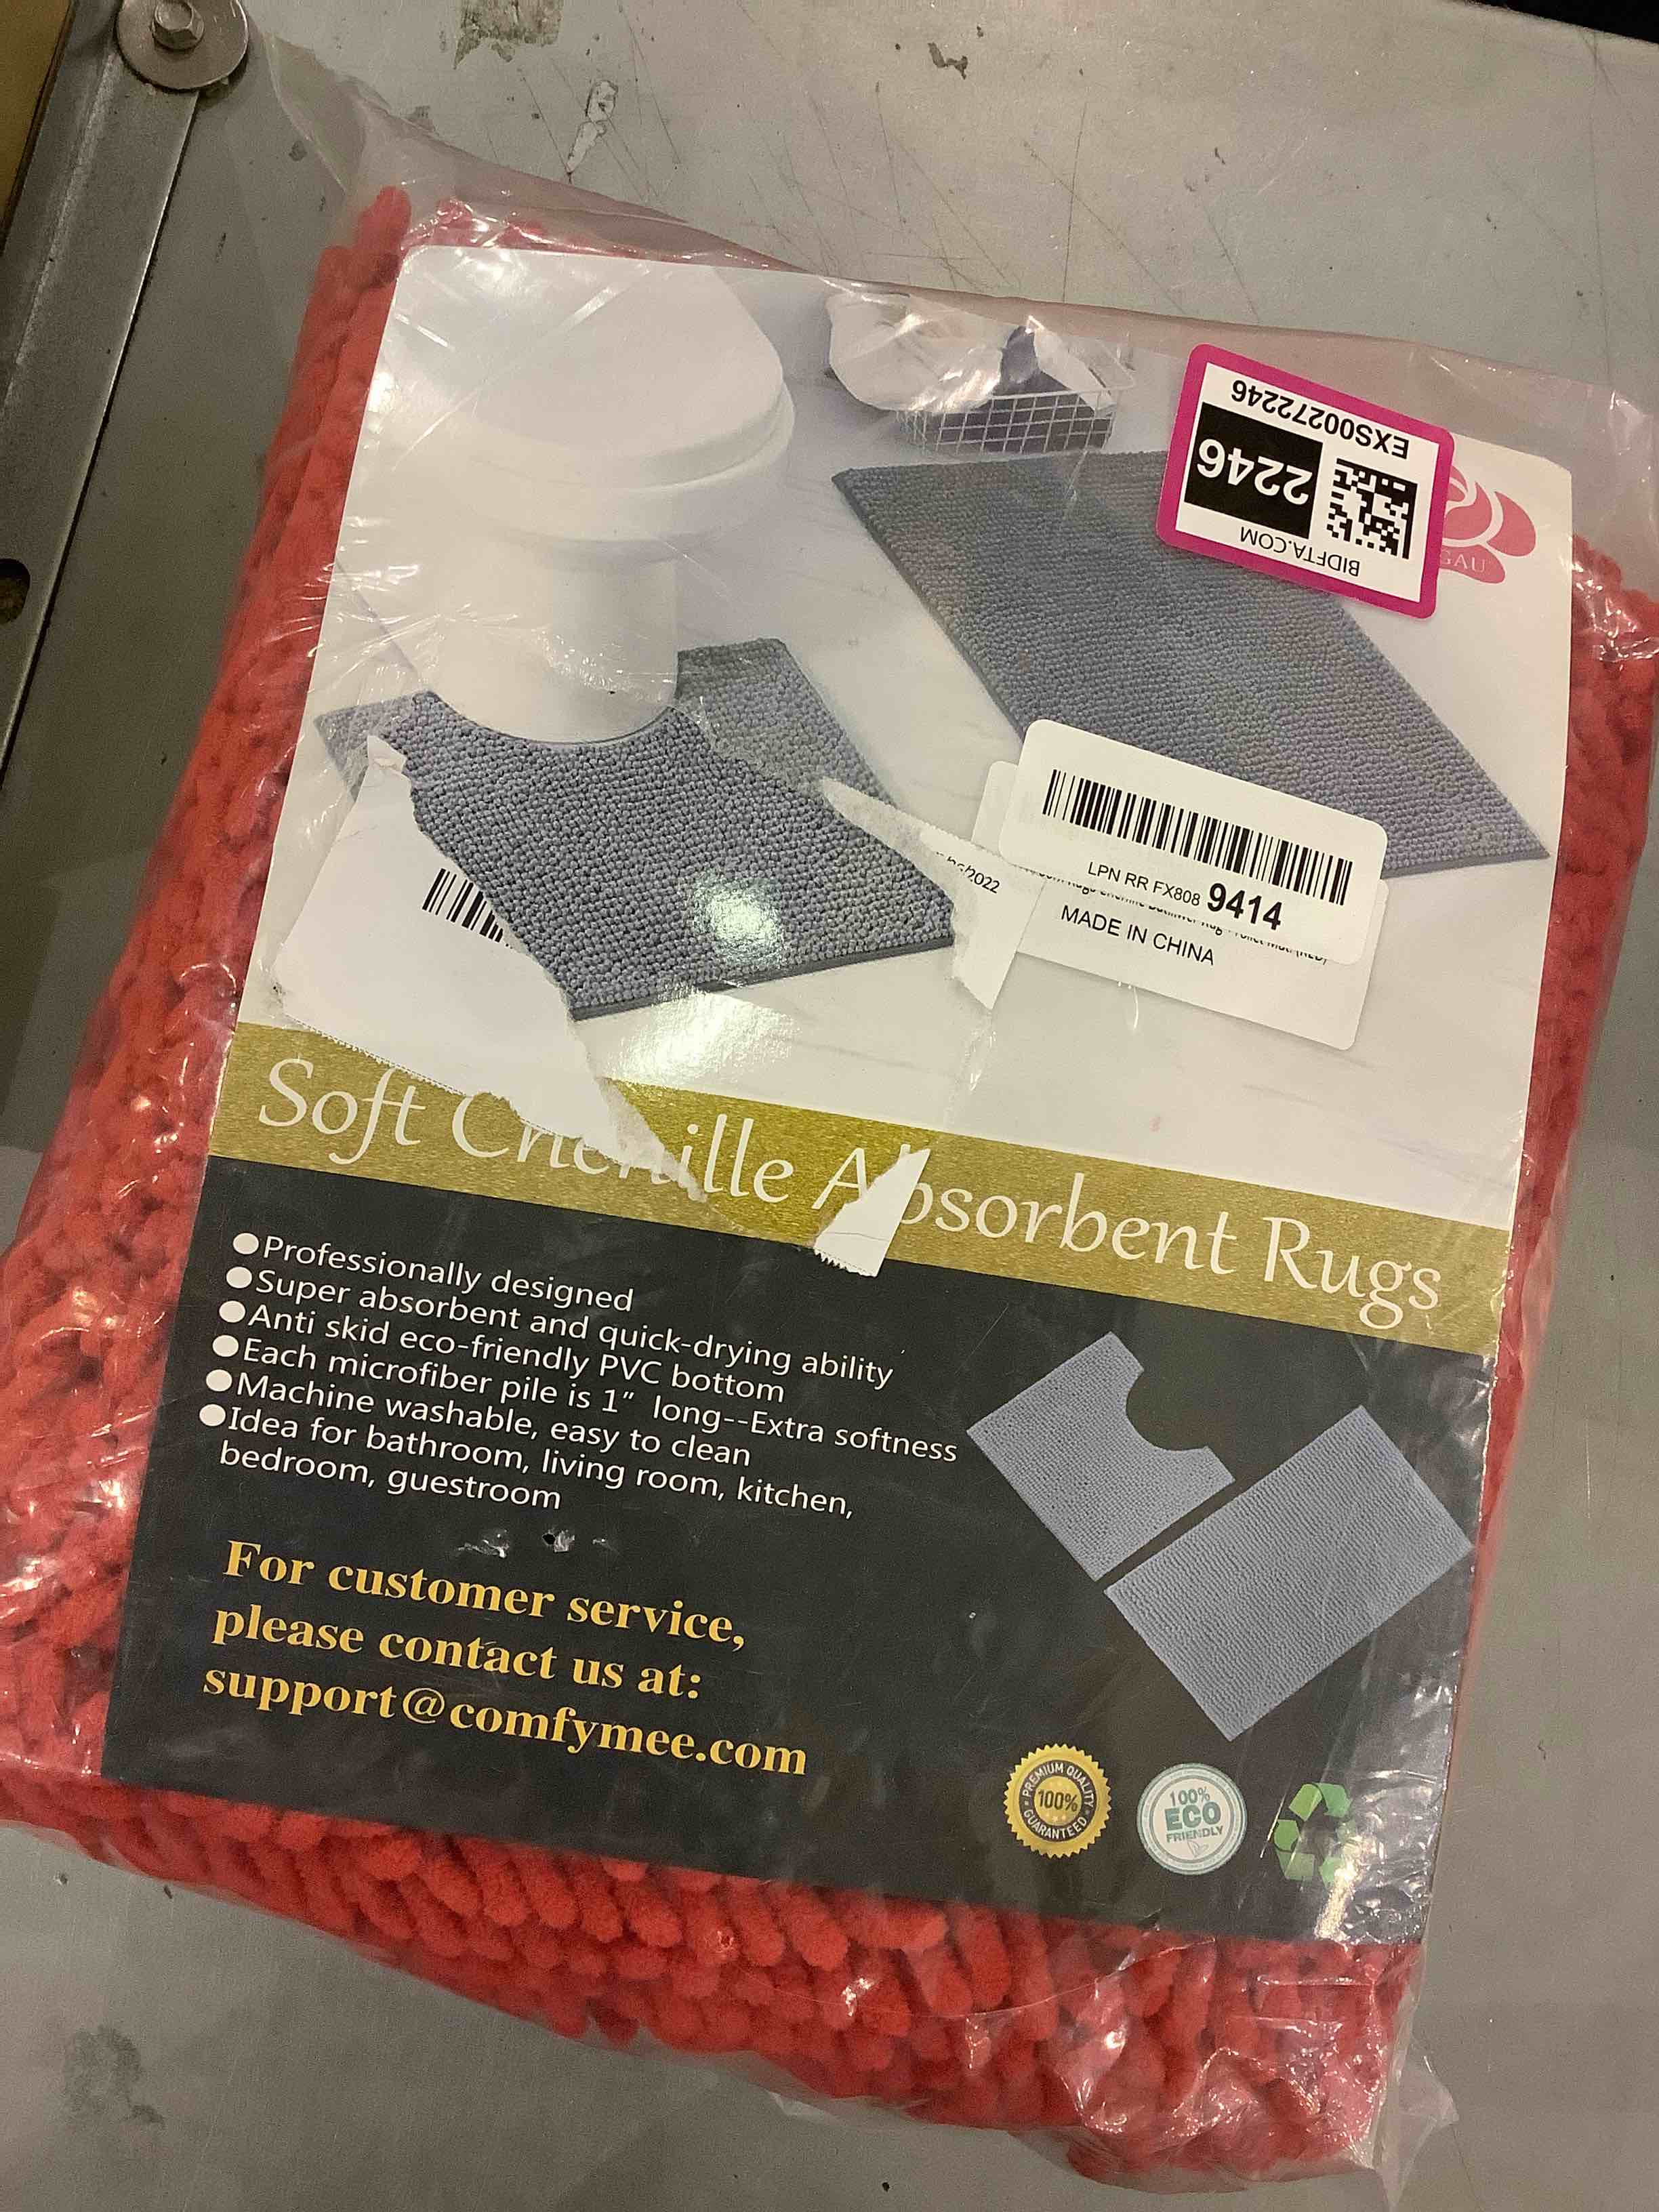 BIDFTA.COM
2246
EXS00272246
GAU
LPN RR FX808 9414
MADE IN CHINA
Soft Chenille Absorbent Rugs
●Professionally designed
●Super absorbent and quick-drying ability
●Anti skid eco-friendly PVC bottom
●Each microfiber pile is 1" long--Extra softness
●Machine washable, easy to clean
●Idea for bathroom, living room, kitchen,
bedroom, guestroom
For customer service,
please contact us at:
support@comfymee.com
PREMIUM QUALITY
100%
GUARANTEED
100%
ECO
FRIENDLY